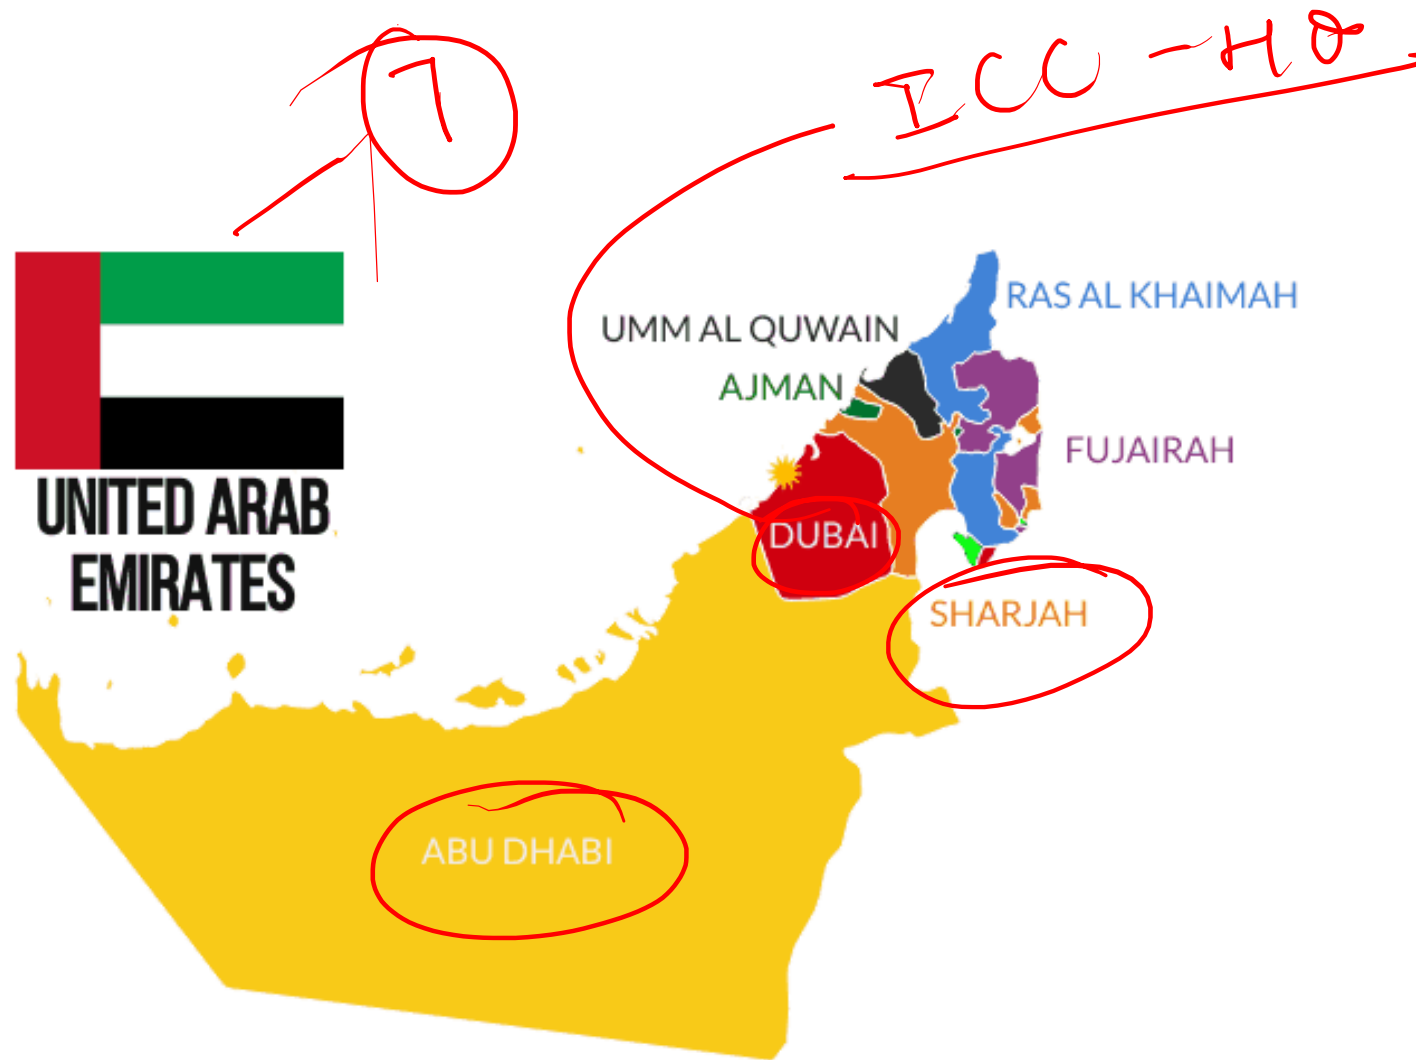 7
ICC - HQ
RAS AL KHAIMAH
UMM AL QUWAIN
AJMAN
FUJAIRAH
UNITED ARAB
EMIRATES
DUBAI
SHARJAH
ABU DHABI